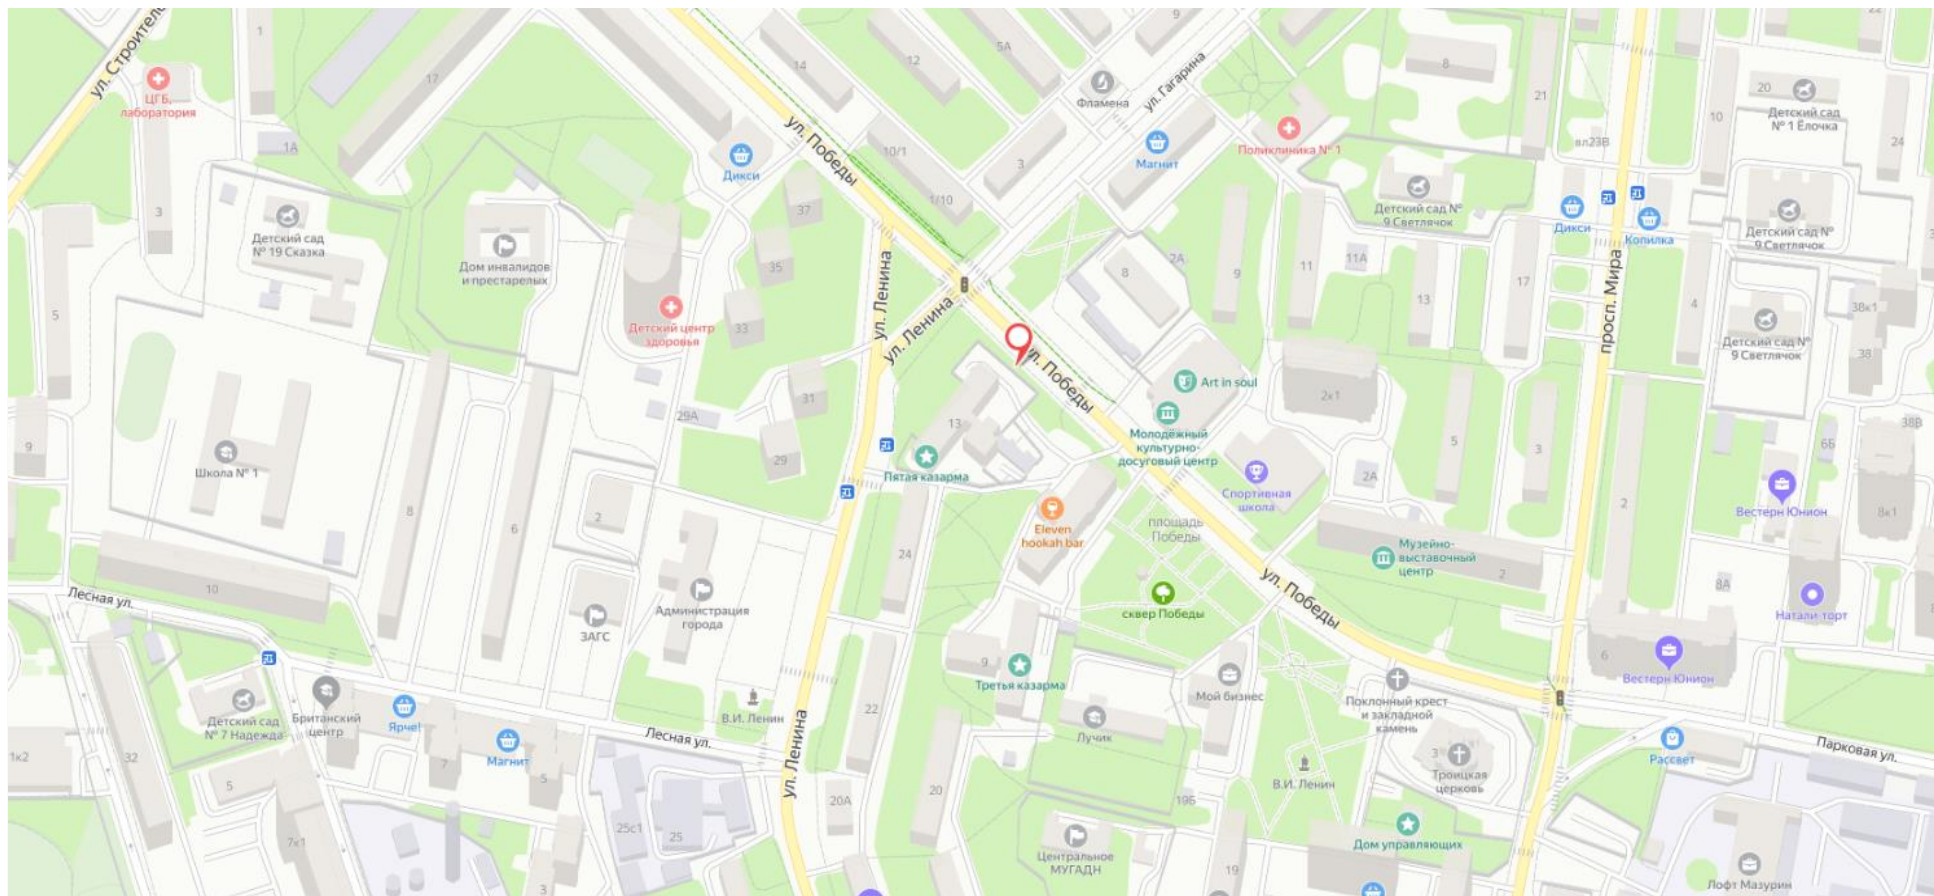 9
22
ул. Строителе
1
14
12
5А
17
8
20
ЦГБ,
лаборатория
Фламена
ул. Гагарина
21
Детский сад
№ 1 Ёлочка
10
24
1А
ул. Победы
10/1
3
Магнит
Поликлиника № 1
вл23В
Дикси
3
37
1/10
Детский сад №
9 Светлячок
Дикси
Копилка
Детский сад №
9 Светлячок
Детский сад
№ 19 Сказка
Дом инвалидов
и престарелых
35
ул. Ленина
8
2А
9
11
11А
17
просп. Мира
5
Детский центр
здоровья
33
ул. Ленина
13
4
38к1
Детский сад №
9 Светлячок
38
ул. Победы
Art in soul
2к1
31
29А
13
Молодёжный
культурно-
досуговый центр
5
3
38В
6Б
9
Школа № 1
29
Пятая казарма
Спортивная
школа
2А
2
Вестерн Юнион
8к1
8
6
2
Eleven
hookah bar
площадь
Победы
24
Музейно-
выставочный
центр
2
ул. Победы
8А
10
Лесная ул.
Администрация
города
ЗАГС
сквер Победы
Натали-торт
9
Третья казарма
6
Вестерн Юнион
Мой бизнес
Поклонный крест
и закладной
камень
Детский сад
№ 7 Надежда
Британский
центр
Ярче!
В.И. Ленин
22
ул. Ленина
Лучик
Лесная ул.
Магнит
3
Троицкая
церковь
Рассвет
Парковая ул.
1к2
32
5
7
5
В.И. Ленин
20А
20
19Б
25с1
25
7к1
Центральное
МУГАДН
Дом управляющих
3
19
Лофт Мазурин